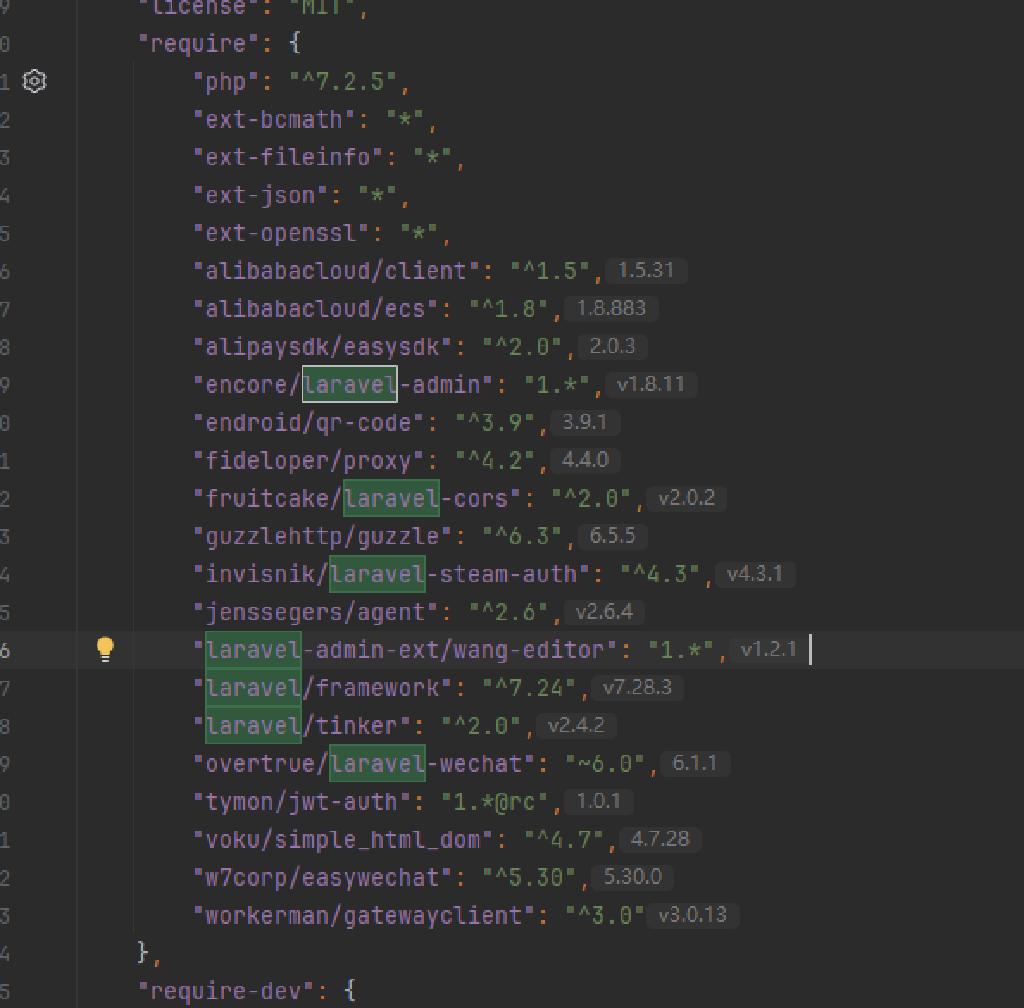 9 "license": "MIT",
0 "require": {
1 "php": "^7.2.5",
2 "ext-bcmath": "*",
3 "ext-fileinfo": "*",
4 "ext-json": "*",
5 "ext-openssl": "*",
6 "alibabacloud/client": "^1.5", 1.5.31
7 "alibabacloud/ecs": "^1.8", 1.8.883
8 "alipaysdk/easysdk": "^2.0", 2.0.3
9 "encore/laravel-admin": "1.*", v1.8.11
0 "endroid/qr-code": "^3.9", 3.9.1
1 "fideloper/proxy": "^4.2", 4.4.0
2 "fruitcake/laravel-cors": "^2.0", v2.0.2
3 "guzzlehttp/guzzle": "^6.3", 6.5.5
4 "invisnik/laravel-steam-auth": "^4.3", v4.3.1
5 "jenssegers/agent": "^2.6", v2.6.4
6 "laravel-admin-ext/wang-editor": "1.*", v1.2.1
7 "laravel/framework": "^7.24", v7.28.3
8 "laravel/tinker": "^2.0", v2.4.2
9 "overtrue/laravel-wechat": "~6.0", 6.1.1
0 "tymon/jwt-auth": "1.*@rc", 1.0.1
1 "voku/simple_html_dom": "^4.7", 4.7.28
2 "w7corp/easywechat": "^5.30", 5.30.0
3 "workerman/gatewayclient": "^3.0" v3.0.13
4 },
5 "require-dev": {